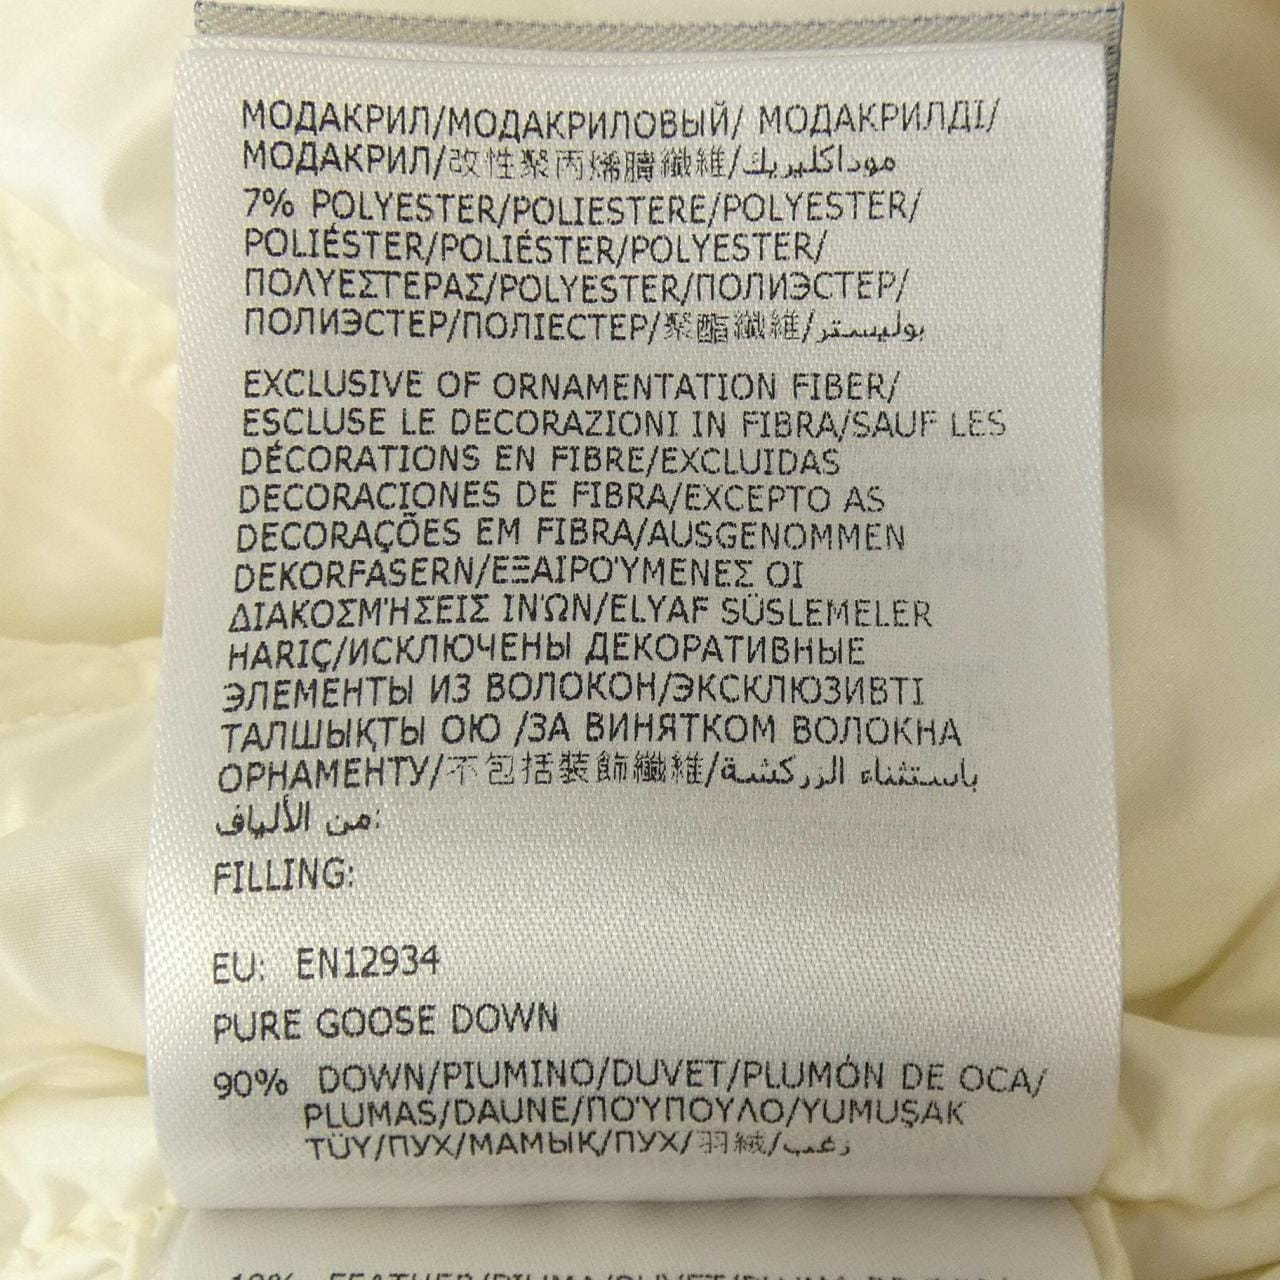 МОДАКРИЛ/МОДАКРИЛОВЫЙ/ МОДАКРИЛДІ/
МОДАКРИЛ/改性聚丙烯腈纖維/موداكليريك
7% POLYESTER/POLIESTERE/POLYESTER/
POLIÉSTER/POLIÉSTER/POLYESTER/
ΠΟΛΥΕΣΤΕΡΑΣ/POLYESTER/ПОЛИЭСТЕР/
ПОЛИЭСТЕР/ПОЛІЕСТЕР/聚酯纖維/بوليستر
EXCLUSIVE OF ORNAMENTATION FIBER/
ESCLUSE LE DECORAZIONI IN FIBRA/SAUF LES
DÉCORATIONS EN FIBRE/EXCLUIDAS
DECORACIONES DE FIBRA/EXCEPTO AS
DECORAÇÕES EM FIBRA/AUSGENOMMEN
DEKORFASERN/ΕΞΑΙΡΟΎΜΕΝΕΣ ΟΙ
ΔΙΑΚΟΣΜΉΣΕΙΣ ΙΝΏΝ/ELYAF SÜSLEMELER
HARIÇ/ИСКЛЮЧЕНЫ ДЕКОРАТИВНЫЕ
ЭЛЕМЕНТЫ ИЗ ВОЛОКОН/ЭКСКЛЮЗИВТІ
ТАЛШЫҚТЫ ОЮ /ЗА ВИНЯТКОМ ВОЛОКНА
ОРНАМЕНТУ/不包括裝飾纖維/باستثناء الزركشة
من الألياف:
FILLING:
EU: EN12934
PURE GOOSE DOWN
90% DOWN/PIUMINO/DUVET/PLUMÓN DE OCA/
PLUMAS/DAUNE/ΠΟΎΠΟΥΛΟ/YUMUŞAK
TÜY/ПУХ/МАМЫҚ/ПУХ/羽絨/زغب